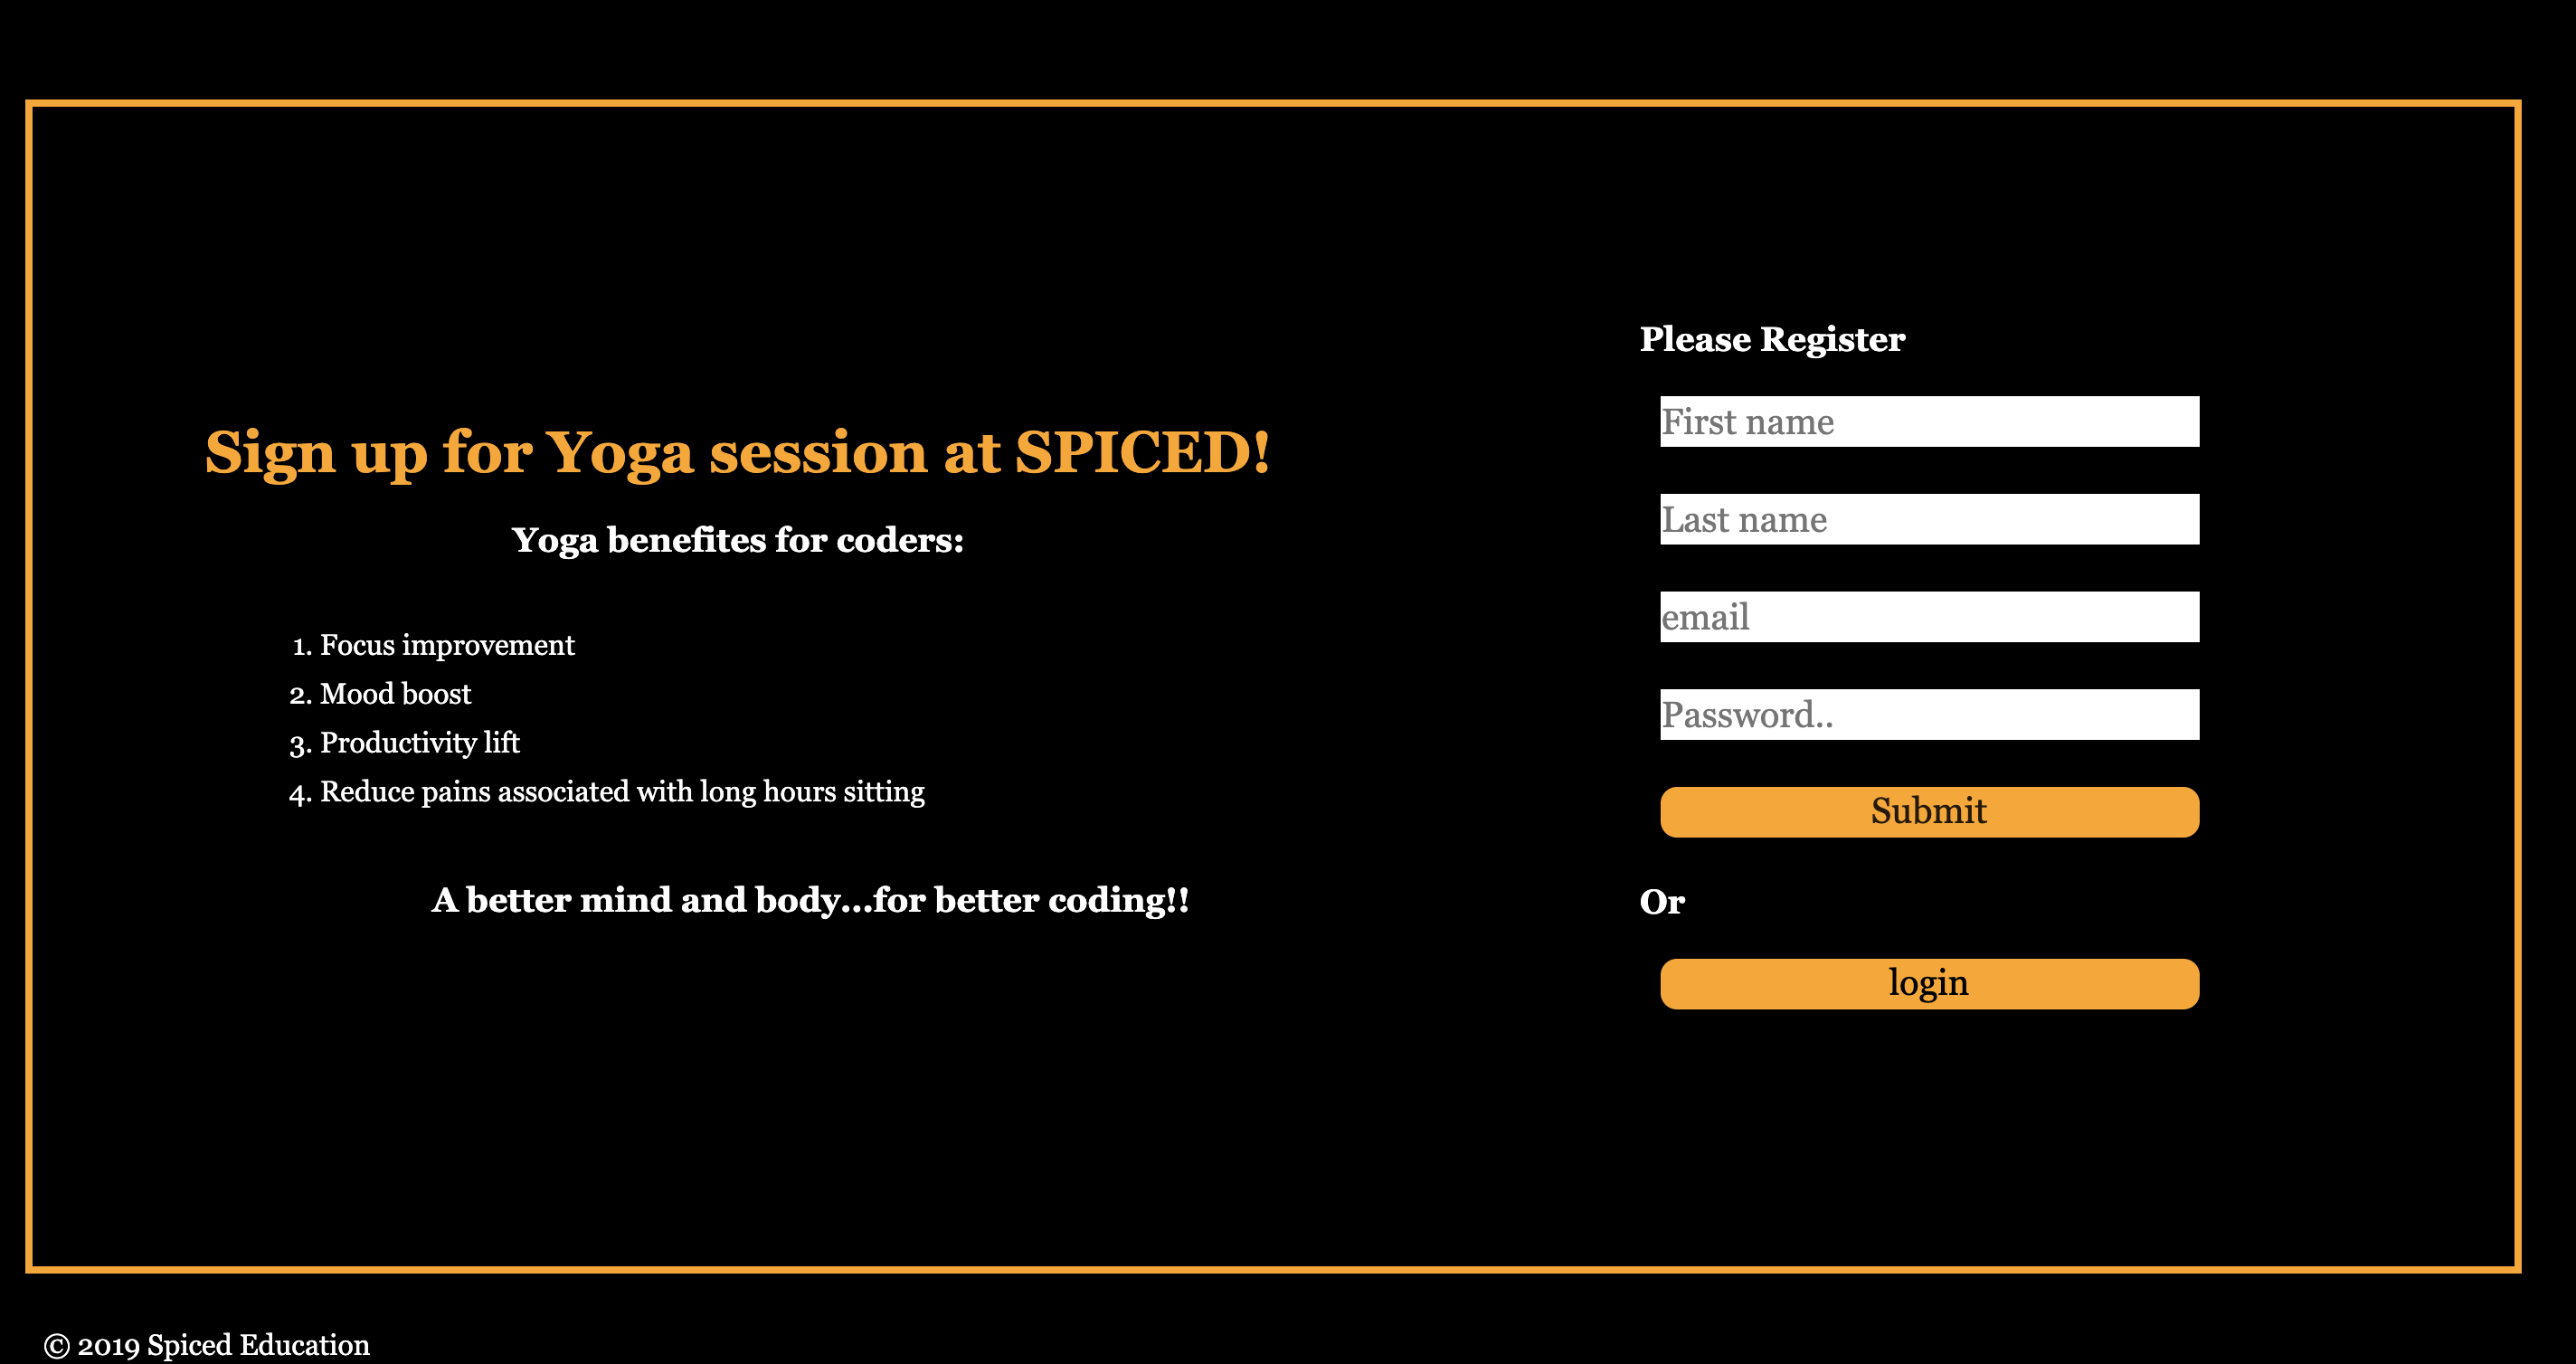 Sign up for Yoga session at SPICED!
Yoga benefites for coders:
1. Focus improvement
2. Mood boost
3. Productivity lift
4. Reduce pains associated with long hours sitting
A better mind and body...for better coding!!
Please Register
First name
Last name
email
Password..
Submit
Or
login
© 2019 Spiced Education